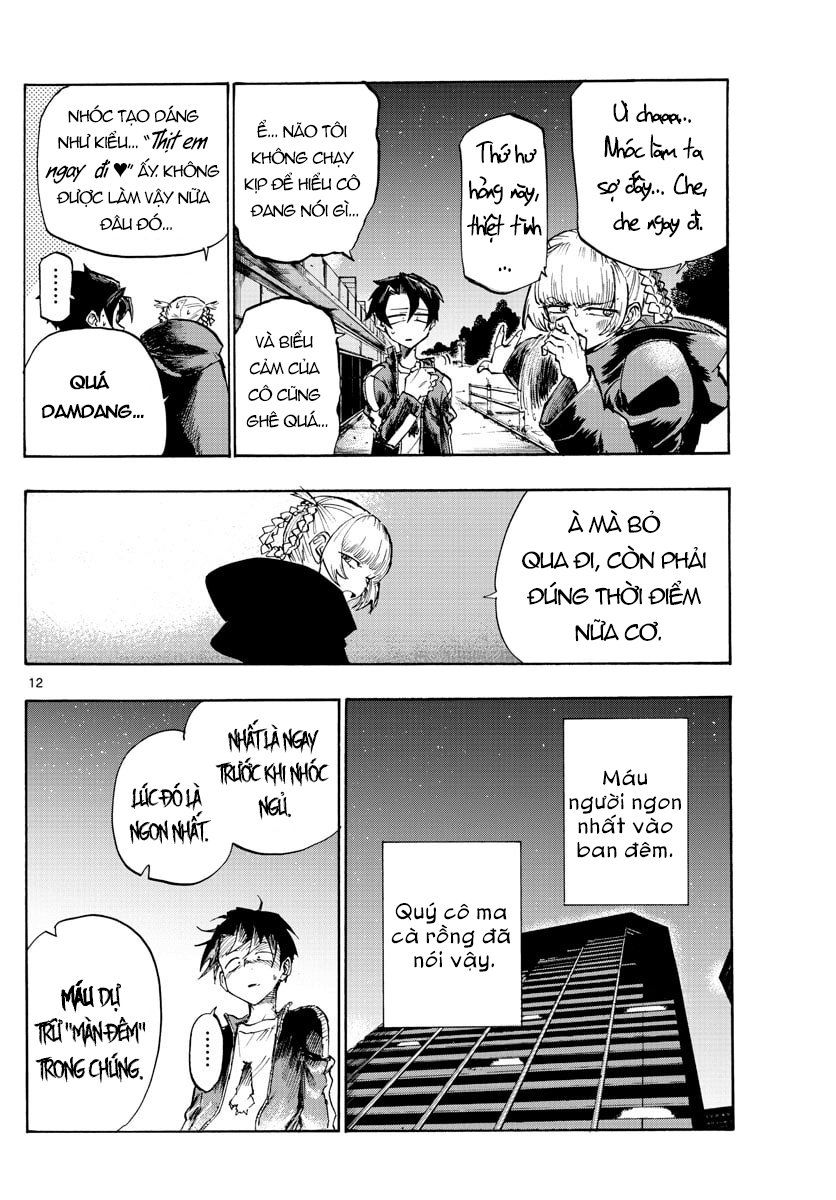 Ư chappa...
Nhóc làm ta
sợ đấy... Che,
che ngay đi.
Thứ hư
hỏng này,
thiệt tình
...
Ể... NÃO TÔI
KHÔNG CHẠY
KỊP ĐỂ HIỂU CÔ
ĐANG NÓI GÌ...
VÀ BIỂU
CẢM CỦA
CÔ CŨNG
GHÊ QUÁ...
NHÓC TẠO DÁNG
NHƯ KIỂU... "Thịt em
ngay đi ♥" ẤY. KHÔNG
ĐƯỢC LÀM VẬY NỮA
ĐÂU ĐÓ...
......
QUÁ
DAMDANG...
À MÀ BỎ
QUA ĐI, CÒN PHẢI
ĐÚNG THỜI ĐIỂM
NỮA CƠ.
12
Máu
người ngon
nhất vào
ban đêm.
Quý cô ma
cà rồng đã
nói vậy.
NHẤT LÀ NGAY
TRƯỚC KHI NHÓC
NGỦ.
LÚC ĐÓ LÀ
NGON NHẤT.
......
MÁU DỰ
TRỮ "MÀN ĐÊM"
TRONG CHÚNG.